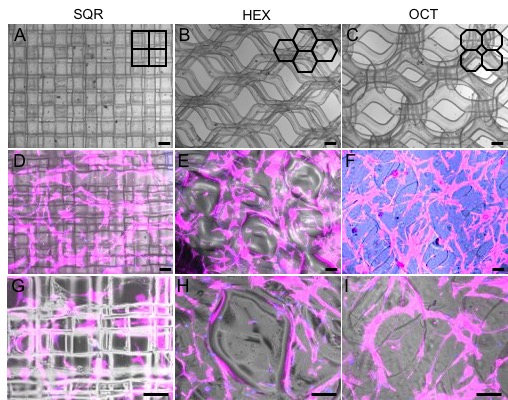 SQR HEX OCT
A B C
D E F
G H I